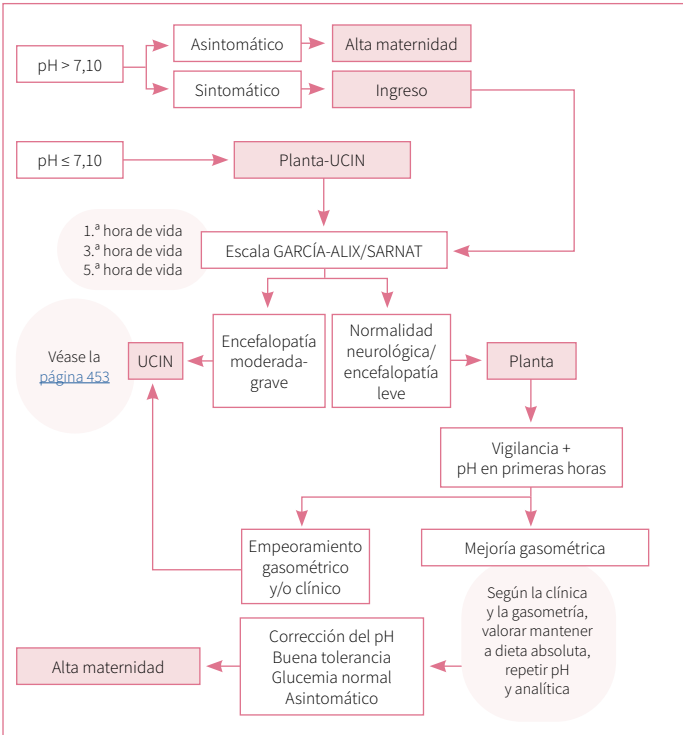 Asintomático
Alta maternidad
pH > 7,10
Sintomático
Ingreso
pH ≤ 7,10
Planta-UCIN
1.ª hora de vida
3.ª hora de vida
5.ª hora de vida
Escala GARCÍA-ALIX/SARNAT
Véase la
página 453
UCIN
Encefalopatía
moderada-
grave
Normalidad
neurológica/
encefalopatía
leve
Planta
Vigilancia +
pH en primeras horas
Empeoramiento
gasométrico
y/o clínico
Mejoría gasométrica
Según la clínica
y la gasometría,
valorar mantener
a dieta absoluta,
repetir pH
y analítica
Corrección del pH
Buena tolerancia
Glucemia normal
Asintomático
Alta maternidad